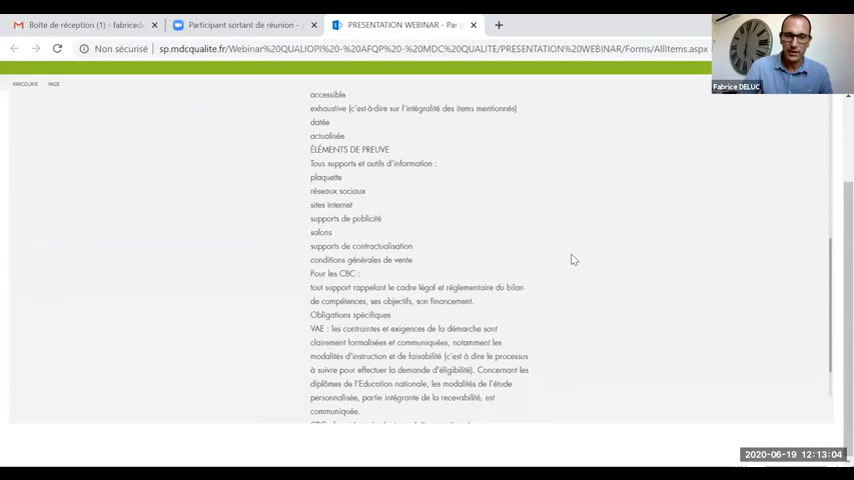 Boîte de réception (1) - fabricede
Participant sortant de réunion -
PRESENTATION WEBINAR - Par d
Non sécurisé
sp.mdcqualite.fr/Webinar%20QUALIOPI%20-%20AFQP%20-%20MDC%20QUALITE/PRESENTATION%20WEBINAR/Forms/AllItems.aspx
Fabrice DELUC
PARCOURIR PAGE
accessible
exhaustive (c'est-à-dire sur l'intégralité des items mentionnés)
datée
actualisée
ÉLÉMENTS DE PREUVE
Tous supports et outils d'information :
plaquette
réseaux sociaux
sites internet
supports de publicité
salons
supports de contractualisation
conditions générales de vente
Pour les CBC :
tout support rappelant le cadre légal et réglementaire du bilan
de compétences, ses objectifs, son financement.
Obligations spécifiques
VAE : les contraintes et exigences de la démarche sont
clairement formalisées et communiquées, notamment les
modalités d'instruction et de faisabilité (c'est à dire le processus
à suivre pour effectuer la demande d'éligibilité). Concernant les
diplômes de l'Education nationale, les modalités de l'étude
personnalisée, partie intégrante de la recevabilité, est
communiquée.
2020-06-19 12:13:04